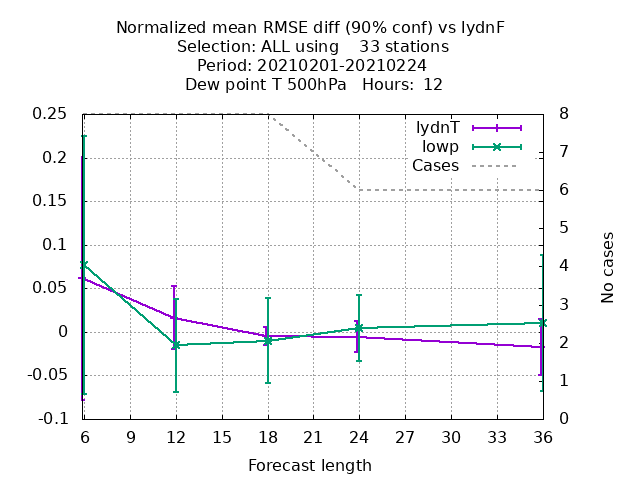 Normalized mean RMSE diff (90% conf) vs lydnF
Selection: ALL using    33 stations
Period: 20210201-20210224
Dew point T 500hPa   Hours:  12
lydnT
lowp
Cases
0.25
0.2
0.15
0.1
0.05
0
-0.05
-0.1
8
7
6
5
4
3
2
1
0
No cases
6 9 12 15 18 21 24 27 30 33 36
Forecast length